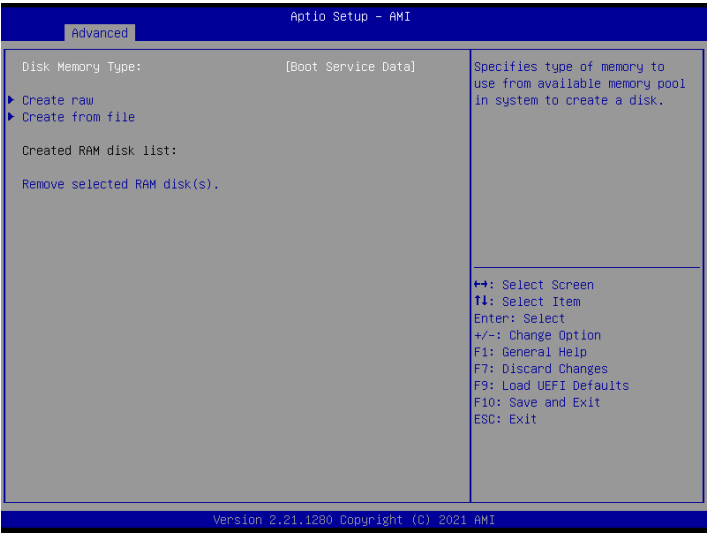 Aptio Setup - AMI
Advanced
Disk Memory Type: [Boot Service Data]
Create raw
Create from file
Created RAM disk list:
Remove selected RAM disk(s).
Specifies type of memory to
use from available memory pool
in system to create a disk.
↔: Select Screen
↑↓: Select Item
Enter: Select
+/-: Change Option
F1: General Help
F7: Discard Changes
F9: Load UEFI Defaults
F10: Save and Exit
ESC: Exit
Version 2.21.1280 Copyright (C) 2021 AMI